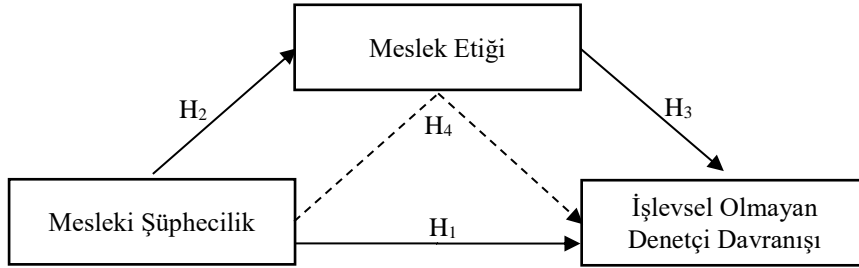 Meslek Etiği
H₂
H₃
H₄
Mesleki Şüphecilik
H₁
İşlevsel Olmayan
Denetçi Davranışı